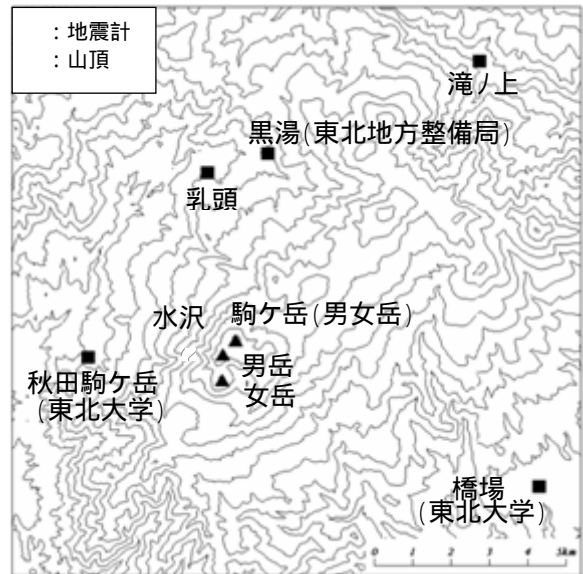 ：地震計
：山頂
滝ノ上
黒湯(東北地方整備局)
乳頭
水沢
駒ケ岳(男女岳)
男岳
女岳
秋田駒ケ岳
(東北大学)
橋場
(東北大学)
0 1 2 3 4 5km